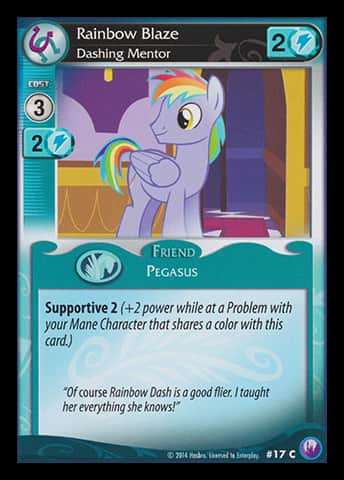 Rainbow Blaze
Dashing Mentor
2
COST
3
2
FRIEND
PEGASUS
Supportive 2 (+2 power while at a Problem with
your Mane Character that shares a color with this
card.)
"Of course Rainbow Dash is a good flier. I taught
her everything she knows!"
© 2014 Hasbro. Licensed to Enterplay.
#17 C